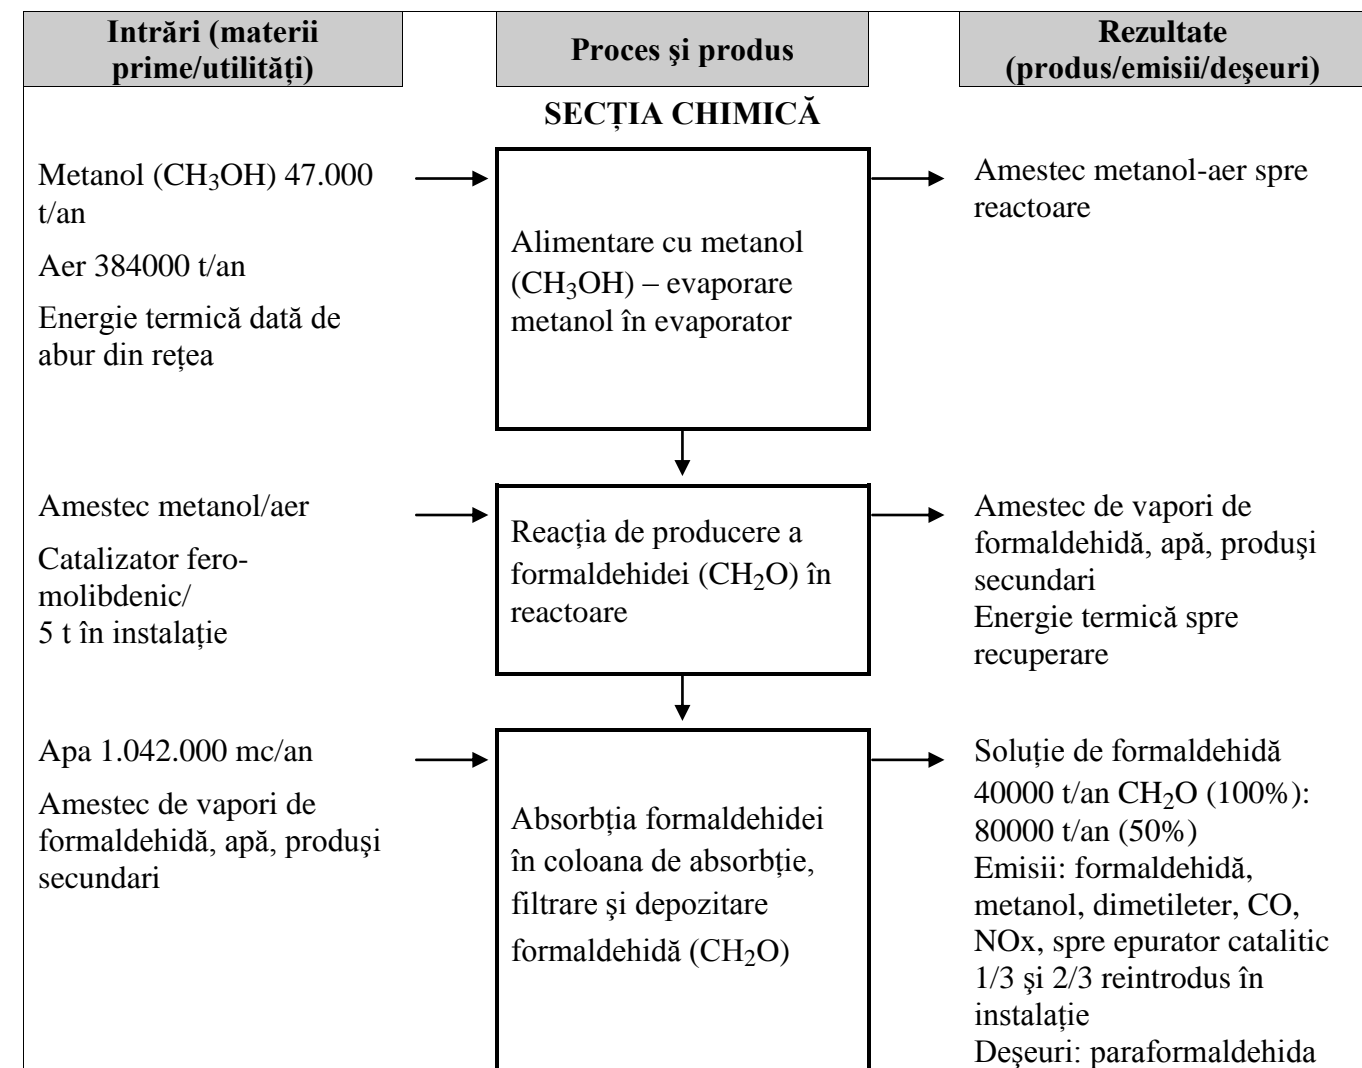 Intrări (materii
prime/utilități)
Proces şi produs
Rezultate
(produs/emisii/deşeuri)
SECȚIA CHIMICĂ
Metanol (CH3OH) 47.000
t/an
Aer 384000 t/an
Energie termică dată de
abur din rețea
Alimentare cu metanol
(CH3OH) – evaporare
metanol în evaporator
Amestec metanol-aer spre
reactoare
Amestec metanol/aer
Catalizator fero-
molibdenic/
5 t în instalație
Reacția de producere a
formaldehidei (CH2O) în
reactoare
Amestec de vapori de
formaldehidă, apă, produşi
secundari
Energie termică spre
recuperare
Apa 1.042.000 mc/an
Amestec de vapori de
formaldehidă, apă, produşi
secundari
Absorbția formaldehidei
în coloana de absorbție,
filtrare şi depozitare
formaldehidă (CH2O)
Soluție de formaldehidă
40000 t/an CH2O (100%):
80000 t/an (50%)
Emisii: formaldehidă,
metanol, dimetileter, CO,
NOx, spre epurator catalitic
1/3 şi 2/3 reintrodus în
instalație
Deşeuri: paraformaldehida